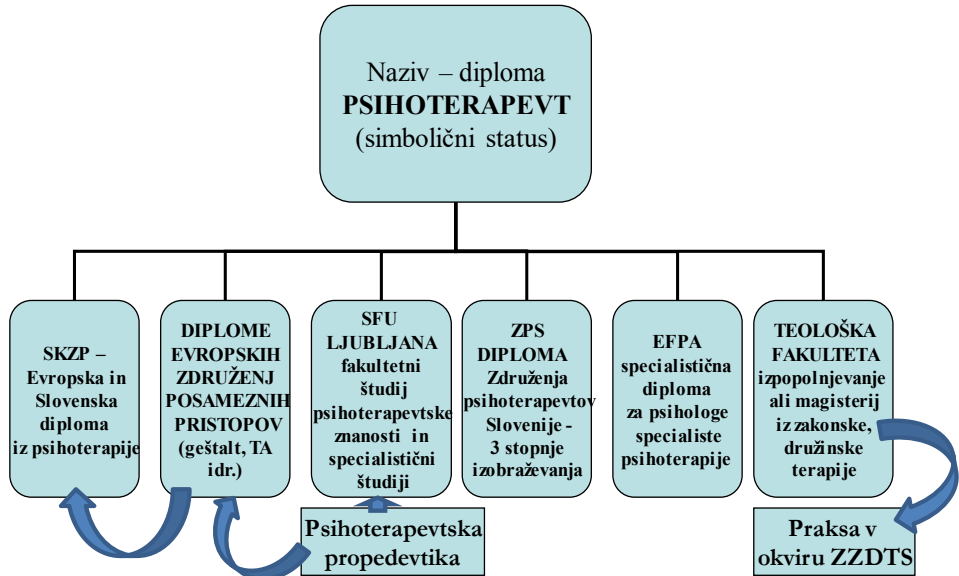 Naziv – diploma
PSIHOTERAPEVT
(simbolični status)
SKZP –
Evropska in
Slovenska
diploma
iz psihoterapije
DIPLOME
EVROPSKIH
ZDRUŽENJ
POSAMEZNIH
PRISTOPOV
(geštalt, TA
idr.)
SFU
LJUBLJANA
fakultetni
študij
psihoterapevtske
znanosti in
specialistični
študiji
ZPS
DIPLOMA
Združenja
psihoterapevtov
Slovenije -
3 stopnje
izobraževanja
EFPA
specialistična
diploma
za psihologe
specialiste
psihoterapije
TEOLOŠKA
FAKULTETA
izpopolnjevanje
ali magisterij
iz zakonske,
družinske
terapije
Psihoterapevtska
propedevtika
Praksa v
okviru ZZDTS